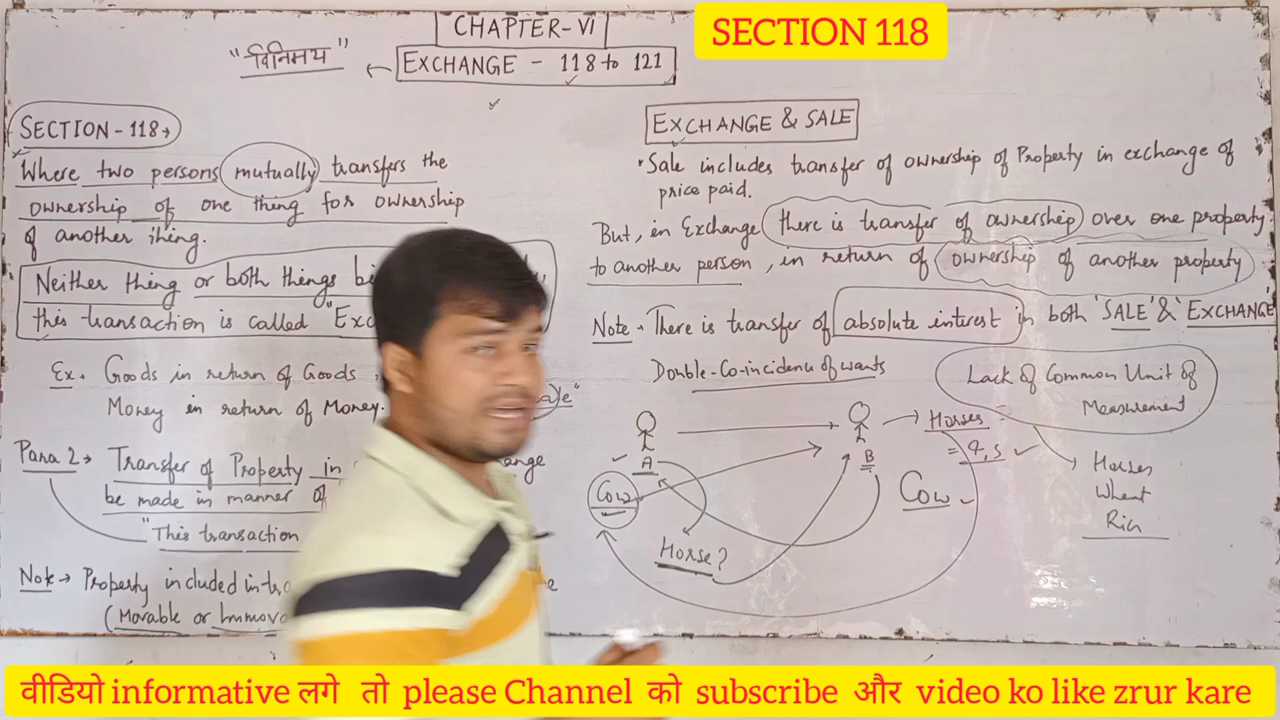 SECTION 118
CHAPTER-VI
"विनिमय"
EXCHANGE - 118 to 121
SECTION-118→
Where two persons mutually transfers the
ownership of one thing for ownership
of another thing.
Neither thing or both things
this transaction is called
Ex. Goods in return of Goods
Money in return of Money.
Para 2→ Transfer of Property in
be made in manner of
"This transaction
Note→ Property included in
(Movable or
EXCHANGE & SALE
Sale includes transfer of ownership of Property in exchange of
price paid.
But, in Exchange there is transfer of ownership over one property
to another person, in return of ownership of another property
Note → There is transfer of absolute interest in both 'SALE' & 'EXCHANGE'
Double-Co-incidence of wants
Lack of Common Unit of
Measurement
A
B
Horses
= 4,5
Cow
Cow
Horse?
Horses
Wheat
वीडियो informative लगे तो please Channel को subscribe और video ko like zrur kare